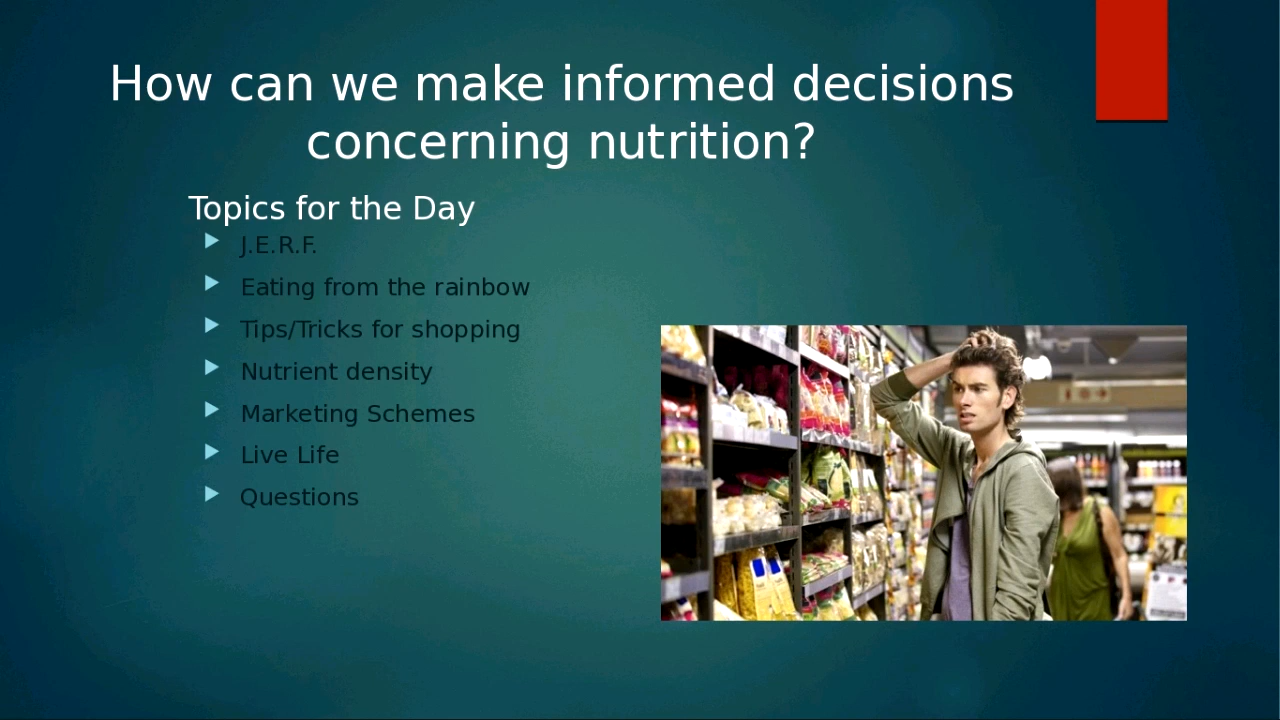 How can we make informed decisions
concerning nutrition?
Topics for the Day
J.E.R.F.
Eating from the rainbow
Tips/Tricks for shopping
Nutrient density
Marketing Schemes
Live Life
Questions